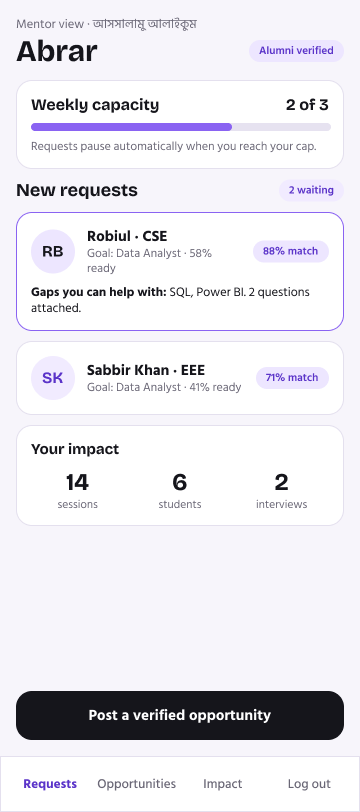 Mentor view · আসসালামু আলাইকুম
Abrar
Alumni verified
Weekly capacity
2 of 3
Requests pause automatically when you reach your cap.
New requests
2 waiting
RB
Robiul · CSE
Goal: Data Analyst · 58%
ready
88% match
Gaps you can help with: SQL, Power BI. 2 questions
attached.
SK
Sabbir Khan · EEE
Goal: Data Analyst · 41% ready
71% match
Your impact
14
6
2
sessions
students
interviews
Post a verified opportunity
Requests
Opportunities
Impact
Log out